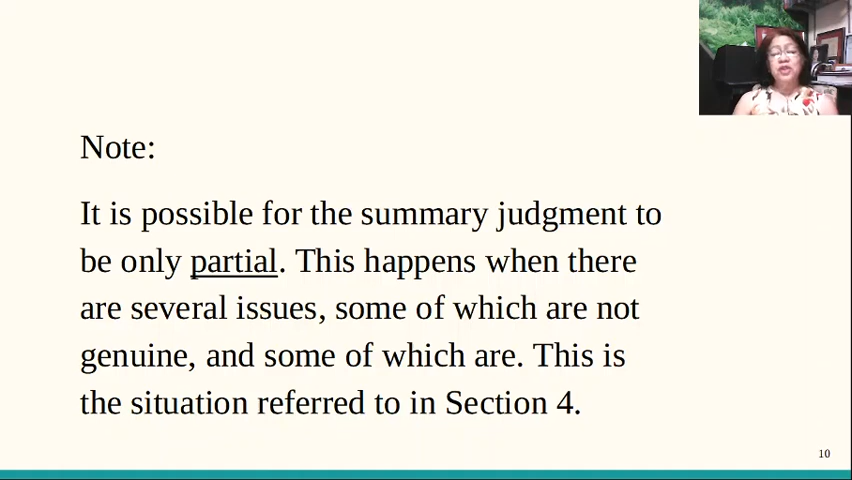 Note:
It is possible for the summary judgment to
be only partial. This happens when there
are several issues, some of which are not
genuine, and some of which are. This is
the situation referred to in Section 4.
10